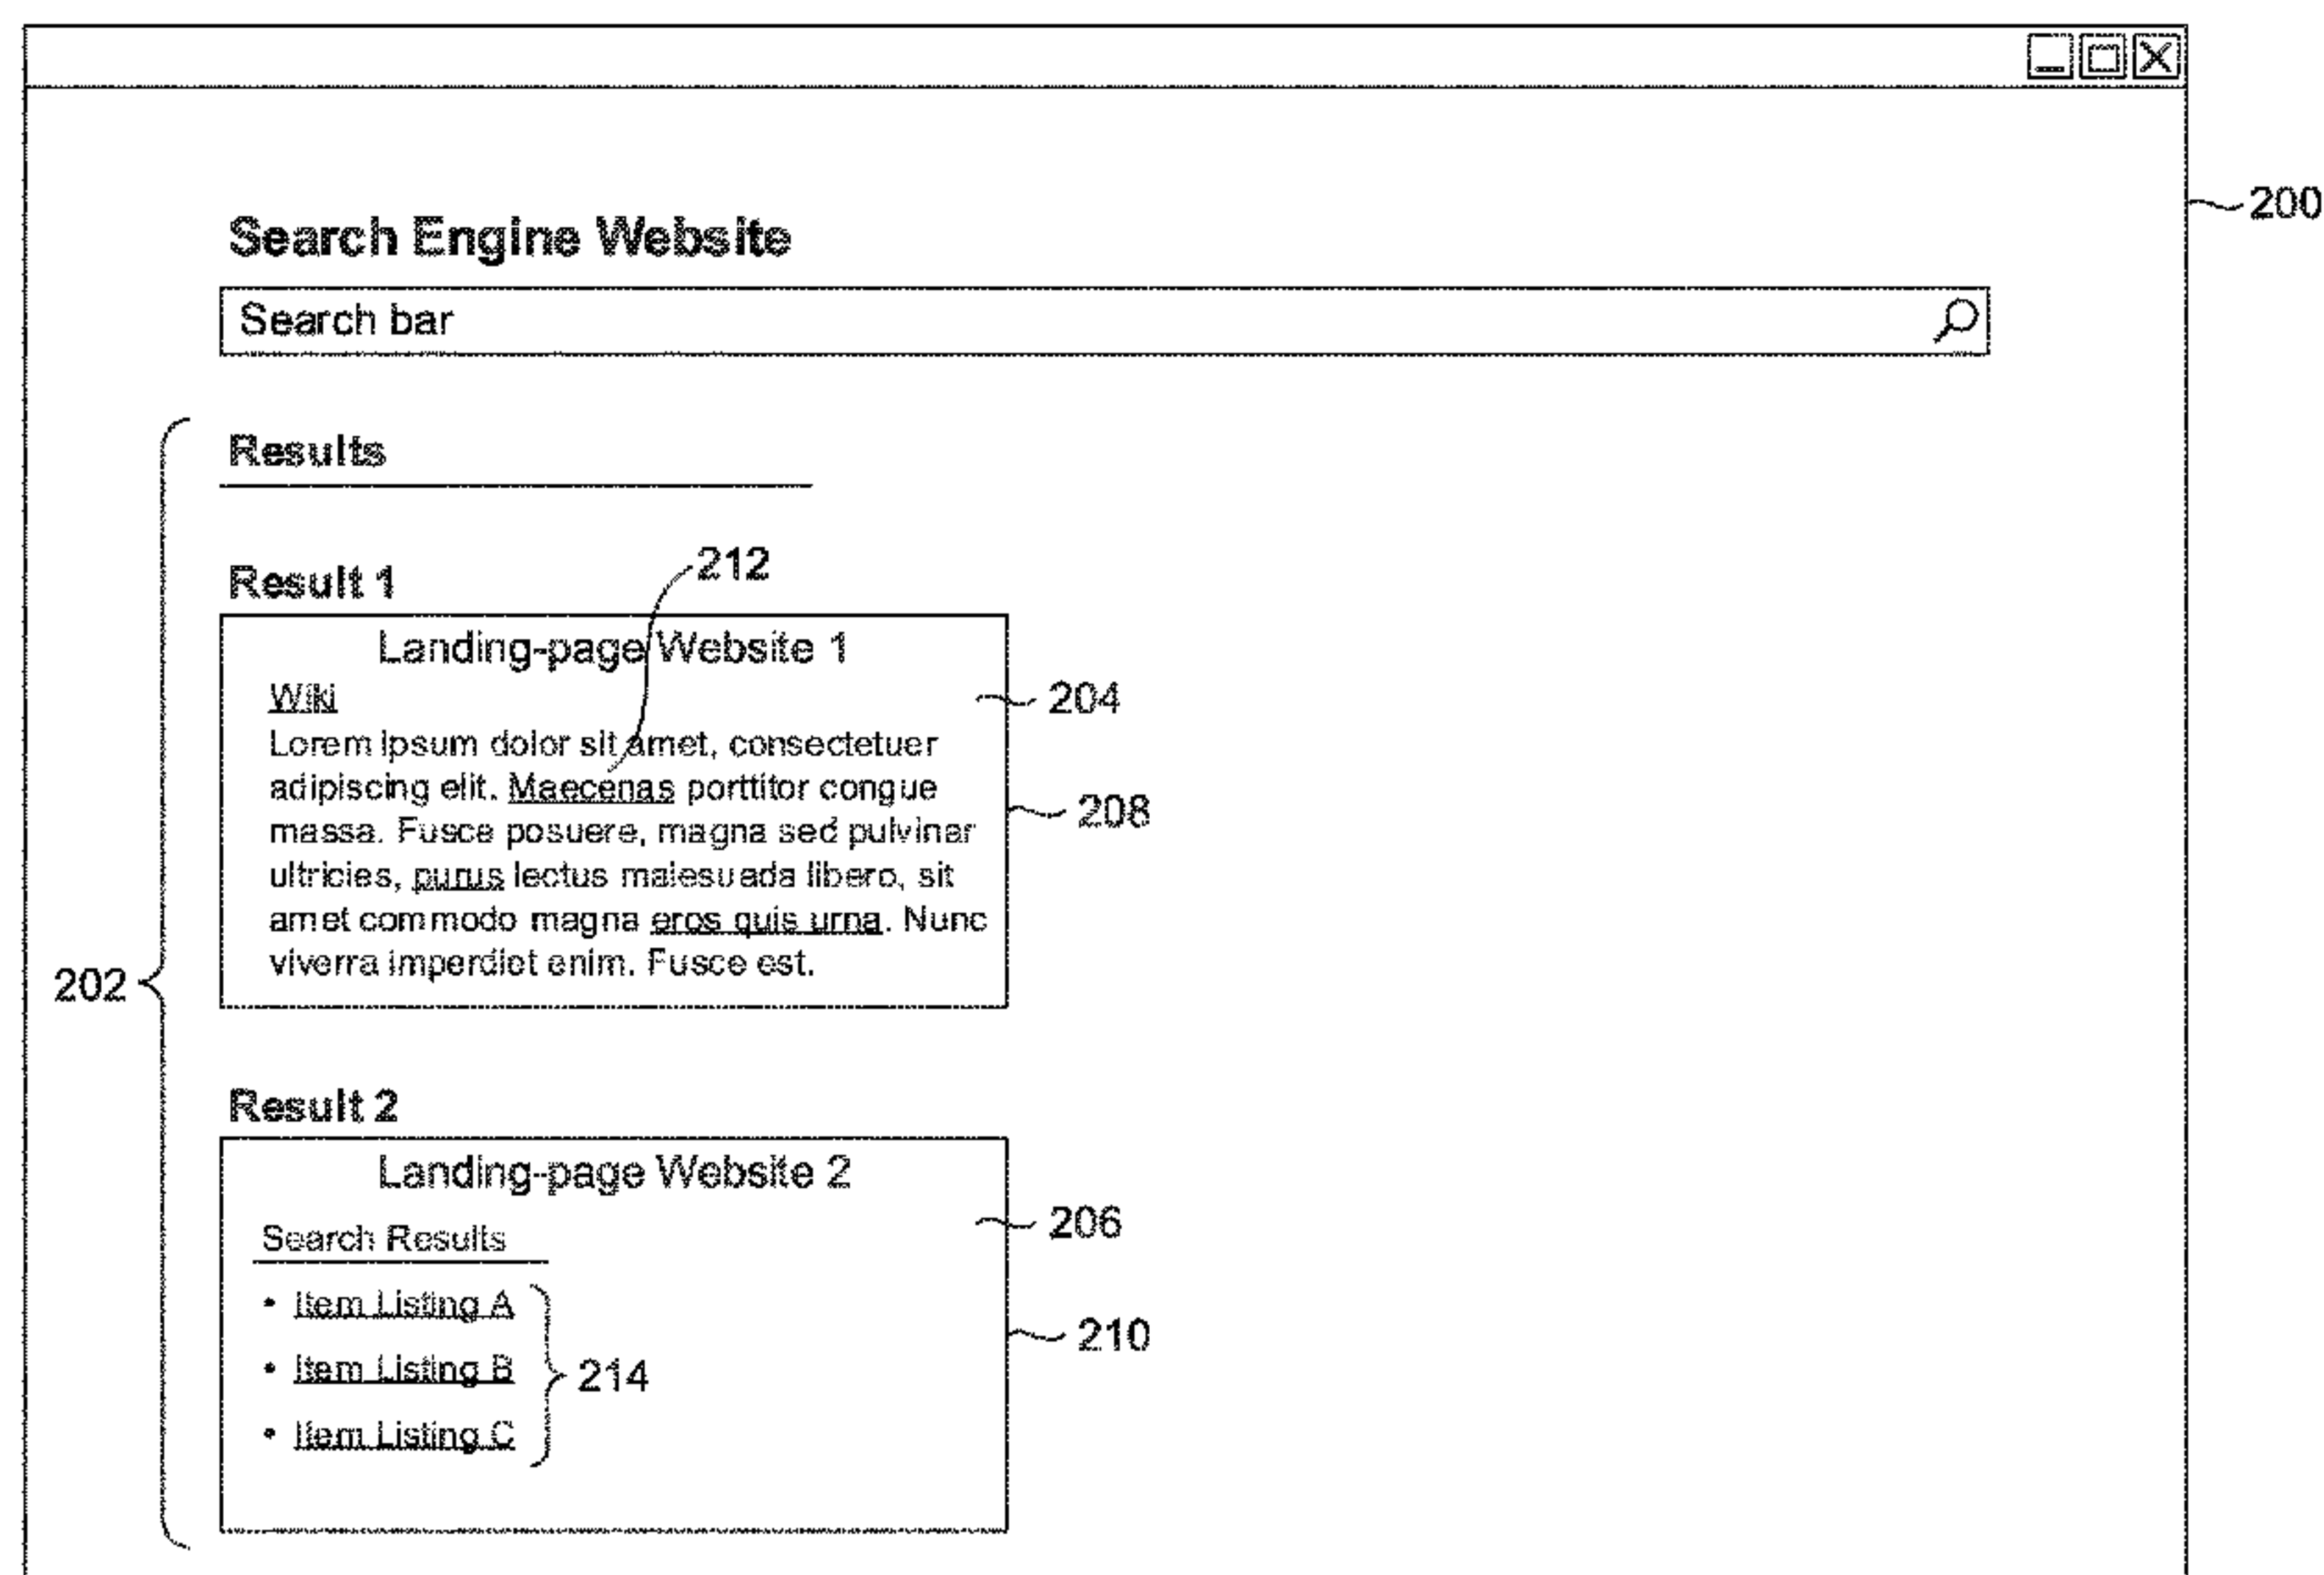 200
Search Engine Website
Search bar
202
Results
212
Result 1
Landing-page Website 1
204
Wiki
Lorem ipsum dolor sit amet, consectetuer
adipiscing elit. Maecenas porttitor congue
208
massa. Fusce posuere, magna sed pulvinar
ultricies, purus lectus malesuada libero, sit
amet commodo magna eros quis urna. Nunc
viverra imperdiet enim. Fusce est.
Result 2
Landing-page Website 2
206
Search Results
• Item Listing A
210
• Item Listing B
214
• Item Listing C